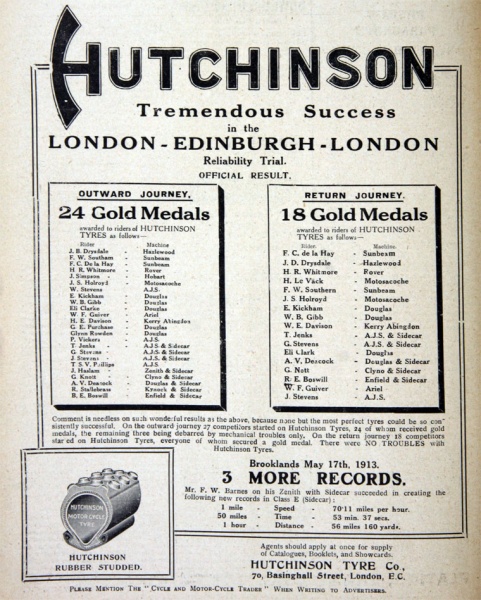 HUTCHINSON
Tremendous Success
in the
LONDON - EDINBURGH - LONDON
Reliability Trial.
OFFICIAL RESULT.
OUTWARD JOURNEY.
24 Gold Medals
awarded to riders of HUTCHINSON
TYRES as follows—
Rider. Machine
J. B. Drysdale - Hazlewood
F. W. Southam - Sunbeam
F. C. De la Hay - Sunbeam
H. R. Whitmore - Rover
J. Simpson - Hobart
J. S. Holroyd - Motosacoche
W. Stevens - A.J.S.
E. Kickham - Douglas
W. B. Gibb - Douglas
Eli Clarke - Douglas
W. F. Guiver - Ariel
H. E. Davison - Kerry Abingdon
G. E. Purchase - Douglas
Glynn Rowden - Douglas
P. Vickers - A.J.S.
T. Jenks - A.J.S & Sidecar
G. Stevens - A.J.S & Sidecar
J. Stevens - A.J.S & Sidecar
T S.V. Phillips A.J.S.
J. Haslam - Zenith & Sidecar
G. Knott - Clyno & Sidecar
A. V. Deacock - Douglas & Sidecar
R. Stallebrass - & Sidecar
B. E. Boswill - Enfield & Sidecar
RETURN JOURNEY.
18 Gold Medals
awarded to riders of HUTCHINSON
TYRES as follows—
Rider. Machine.
F. C. de la Hay - Sunbeam
J. D. Drysdale - Hazlewood
H. R. Whitmore - Rover
H. Le Vack - Motosacoche
F. W. Southern - Sunbeam
J. S Holroyd - Motosacoche
E. Kickham - Douglas
W. B. Gibb - Douglas
W. E. Davison - Kerry Abingdon
T. Jenks - A.J.S. & Sidecar
G. Stevens - A.J.S. & Sidecar
Eli Clark - Douglas
A. V. Deacock - Douglas & Sidecar
G. Nott - Clyno & Sidecar
R. E. Boswill - Enfield & Sidecar
W. F. Guiver - Ariel
J. Stevens - A.J.S.
Comment is needless on such wonderful results as the above, because none but the most perfect tyres could be so con-
sistently successful. On the outward journey 27 competitors started on Hutchinson Tyres, 24 of whom received gold
medals, the remaining three being debarred by mechanical troubles only. On the return journey 18 competitors
started on Hutchinson Tyres, everyone of whom secured a gold medal. There were NO TROUBLES with
Hutchinson Tyres.
HUTCHINSON
MOTOR-CYCLE
TYRE
HUTCHINSON
RUBBER STUDDED.
Brooklands May 17th, 1913.
3 MORE RECORDS.
Mr. F. W. Barnes on his Zenith with Sidecar succeeded in creating the
following new records in Class E (Sidecar):
1 mile - Speed - 70·11 miles per hour.
50 miles - Time - 53 min. 37 secs.
1 hour - Distance - 56 miles 160 yards.
Agents should apply at once for supply
of Catalogues, Booklets, and Showcards.
HUTCHINSON TYRE Co,
70, Basinghall Street, London, E.C.
PLEASE MENTION THE "CYCLE AND MOTOR-CYCLE TRADER" WHEN WRITING TO ADVERTISERS.